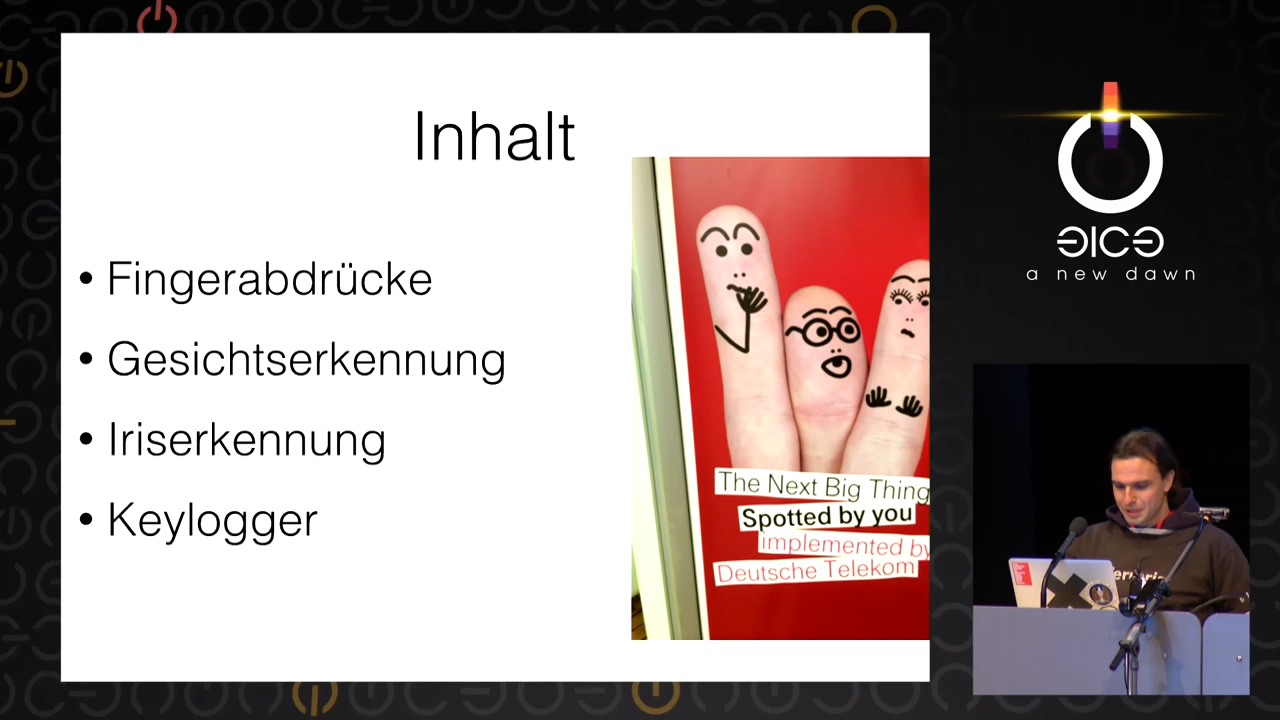 Inhalt
• Fingerabdrücke
• Gesichtserkennung
• Iriserkennung
• Keylogger
The Next Big Thing
Spotted by you
implemented by
Deutsche Telekom
a new dawn